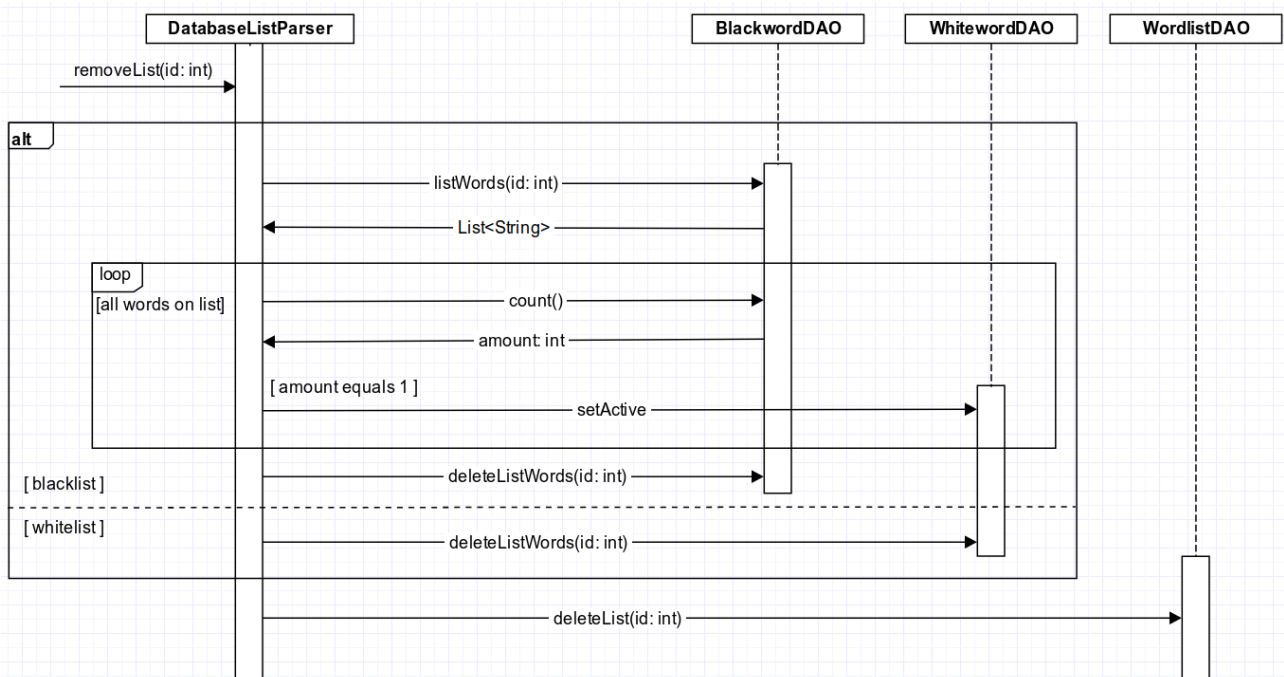 DatabaseListParser
BlackwordDAO
WhitewordDAO
WordlistDAO
removeList(id: int)
alt
listWords(id: int)
List<String>
loop
[all words on list]
count()
amount: int
[ amount equals 1 ]
setActive
deleteListWords(id: int)
[ blacklist ]
[ whitelist ]
deleteListWords(id: int)
deleteList(id: int)